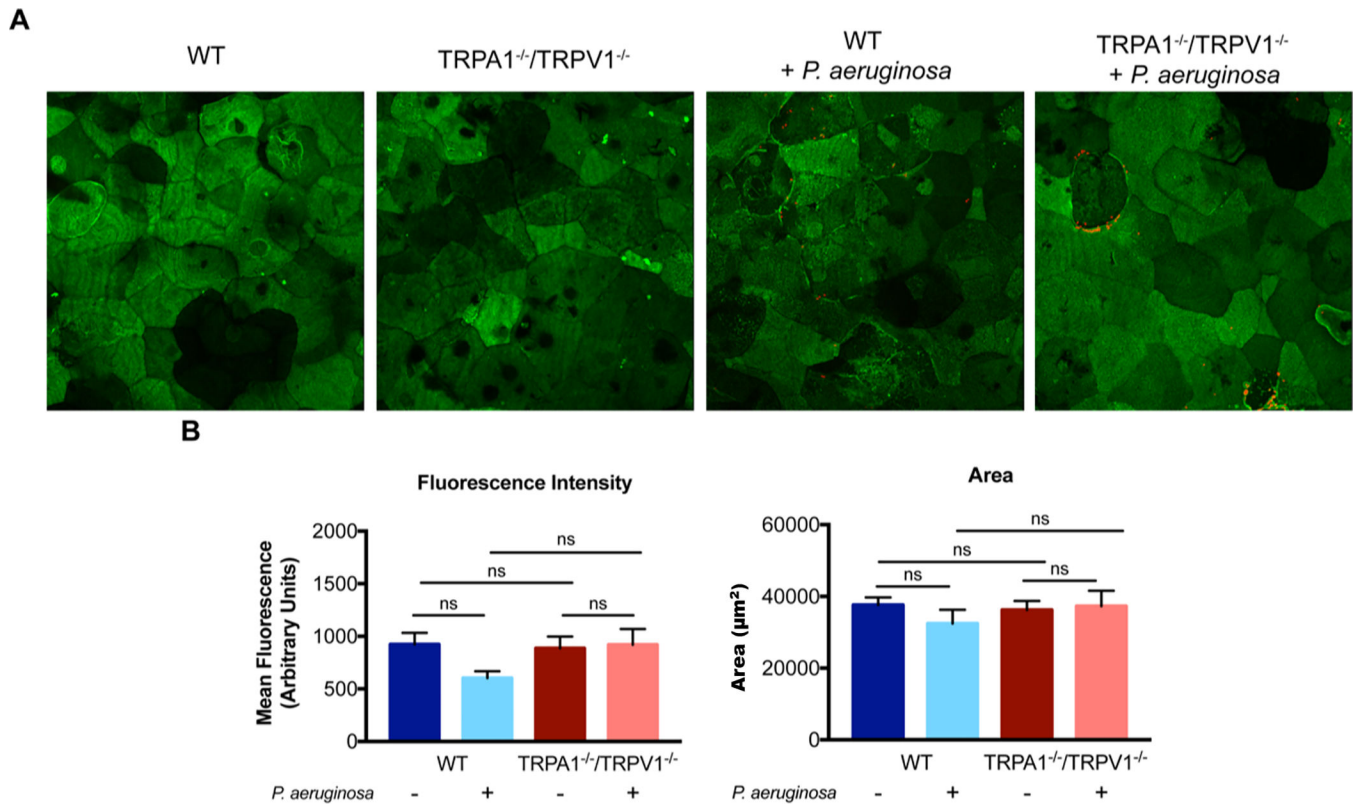 A
WT
TRPA1-/-/TRPV1-/-
WT
+ P. aeruginosa
TRPA1-/-/TRPV1-/-
+ P. aeruginosa
B
Fluorescence Intensity
Mean Fluorescence
(Arbitrary Units)
2000
1500
1000
500
0
ns
ns
ns
ns
WT
TRPA1-/-/TRPV1-/-
P. aeruginosa - + - +
Area
Area (µm²)
60000
40000
20000
0
ns
ns
ns
ns
WT
TRPA1-/-/TRPV1-/-
P. aeruginosa - + - +